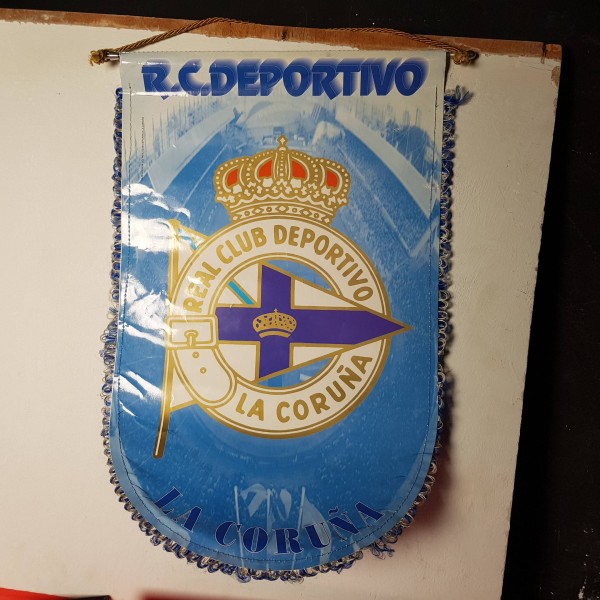 R.C.DEPORTIVO
REAL CLUB DEPORTIVO
LA CORUÑA
LA CORUÑA